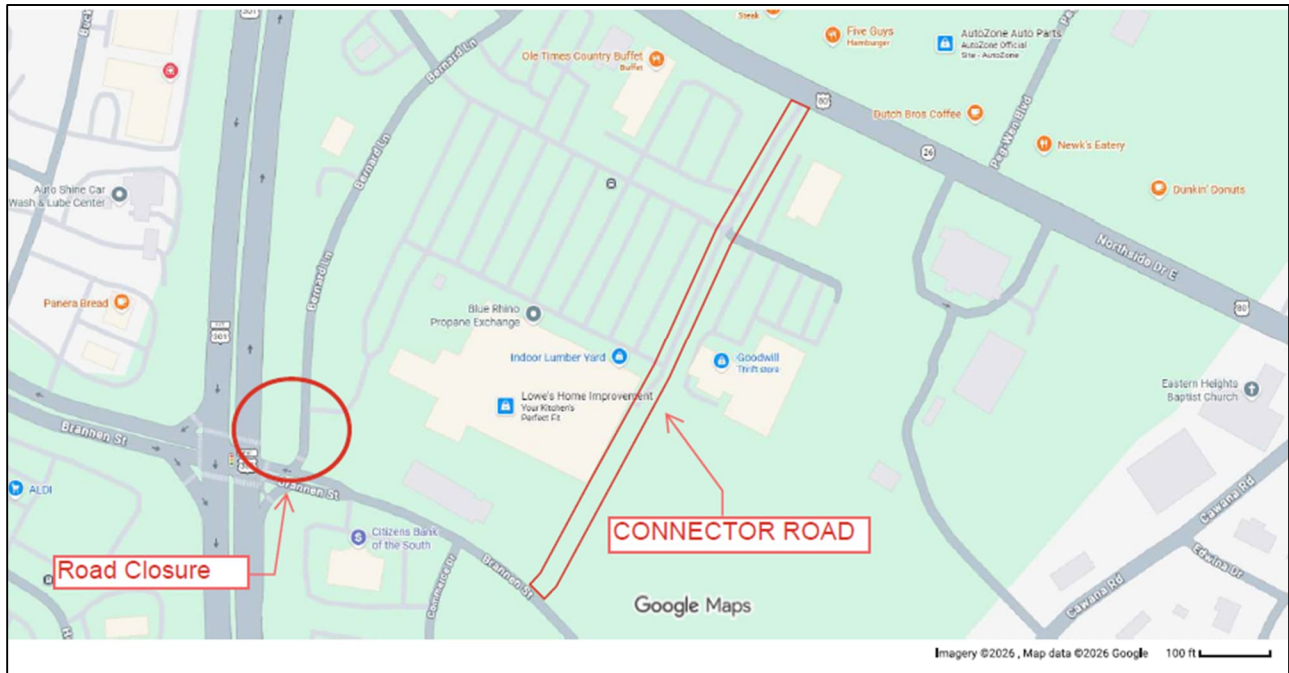 301
Buck
Bernard Ln
Steak
Five Guys
Hamburger
AutoZone Auto Parts
AutoZone Official
Site - AutoZone
Ole Times Country Buffet
Buffet
80
Dutch Bros Coffee
Peg-Wen Blvd
26
Newk's Eatery
Dunkin' Donuts
Bernard Ln
Auto Shine Car
Wash & Lube Center
Northside Dr E
80
Bernard Ln
Panera Bread
Blue Rhino
Propane Exchange
301
Indoor Lumber Yard
Goodwill
Thrift store
Lowe's Home Improvement
Your Kitchen's
Perfect Fit
Eastern Heights
Baptist Church
Brannen St
Brannen St
ALDI
Citizens Bank
of the South
CONNECTOR ROAD
Cawana Rd
Road Closure
Commerce Dr
Brannen St
Edwina Dr
Cawana Rd
Google Maps
Imagery ©2026 , Map data ©2026 Google 100 ft